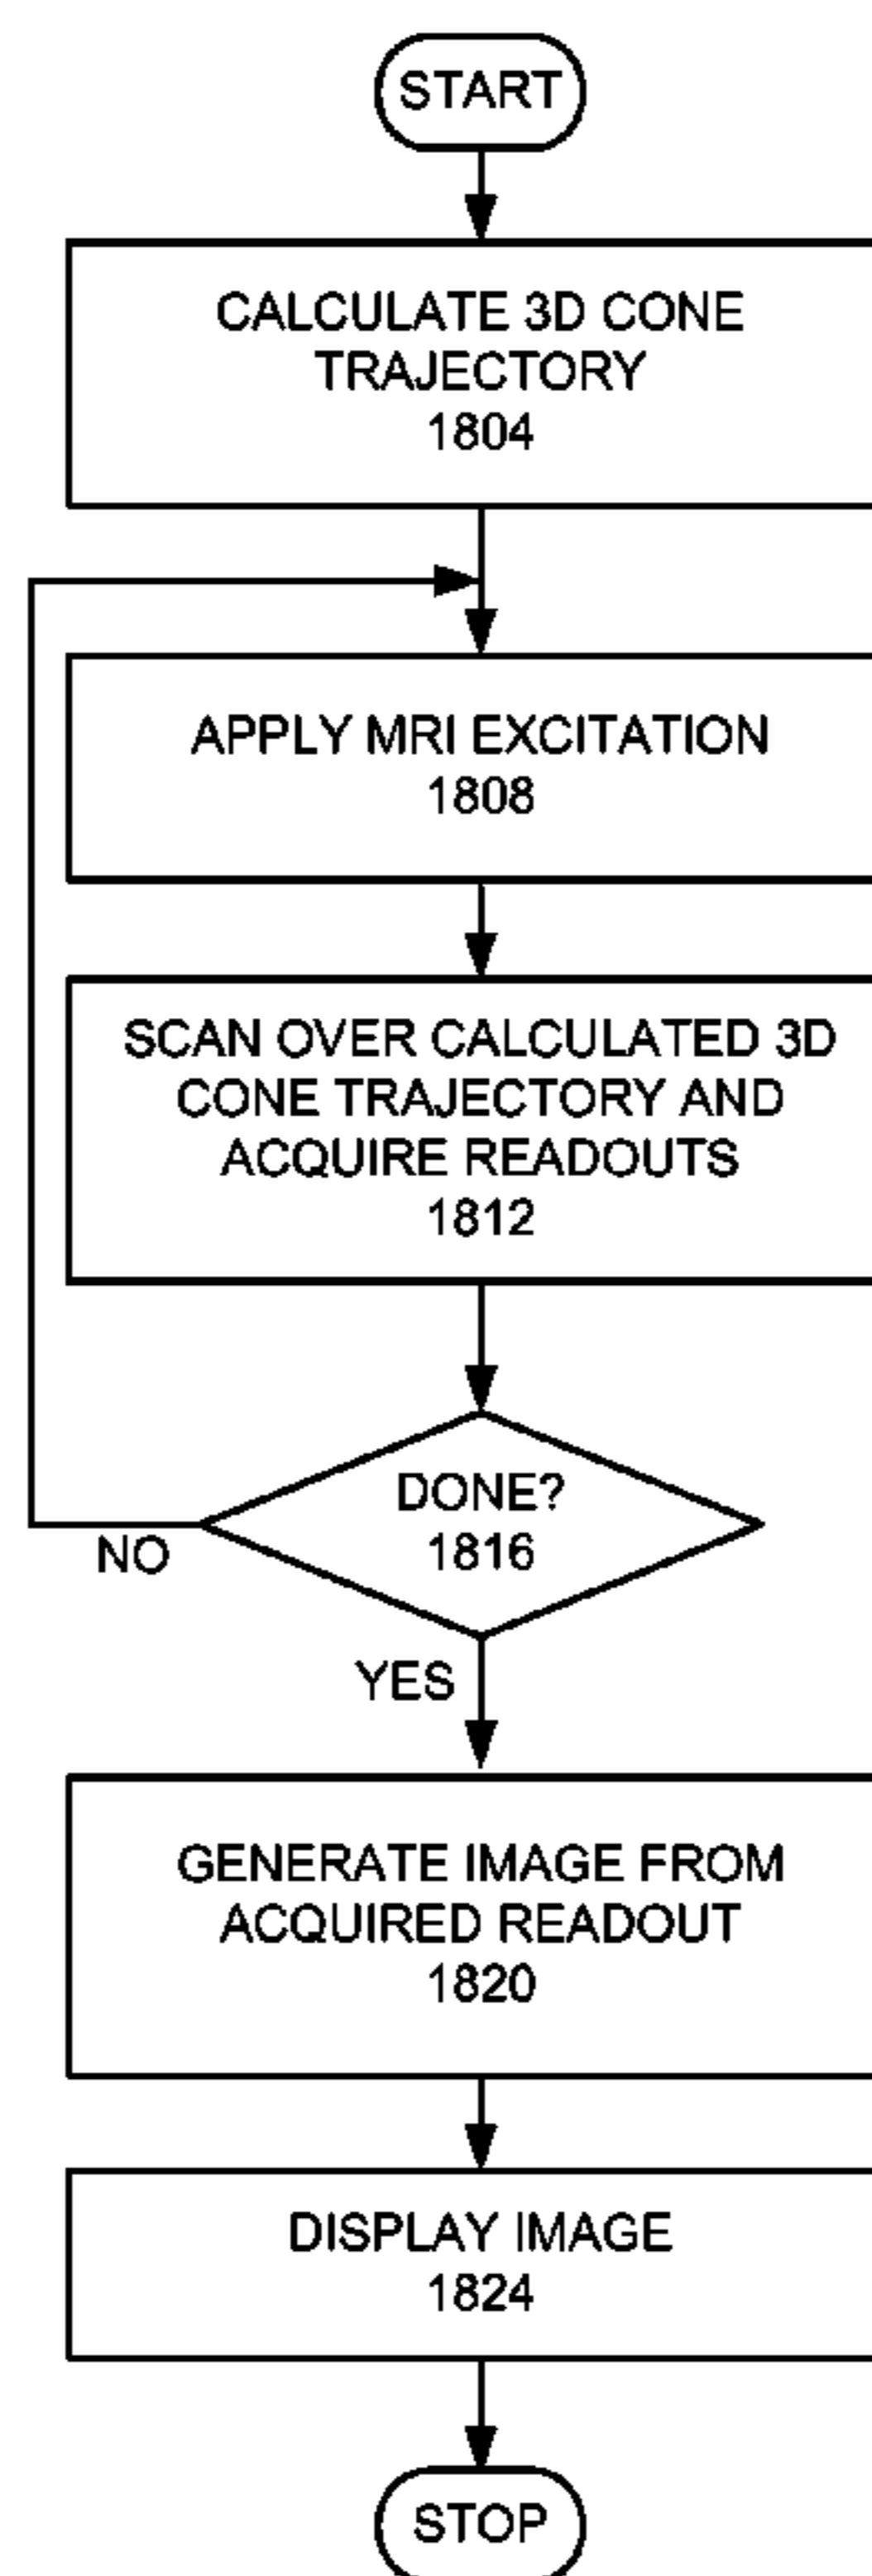 START
CALCULATE 3D CONE
TRAJECTORY
1804
APPLY MRI EXCITATION
1808
SCAN OVER CALCULATED 3D
CONE TRAJECTORY AND
ACQUIRE READOUTS
1812
DONE?
1816
NO
YES
GENERATE IMAGE FROM
ACQUIRED READOUT
1820
DISPLAY IMAGE
1824
STOP